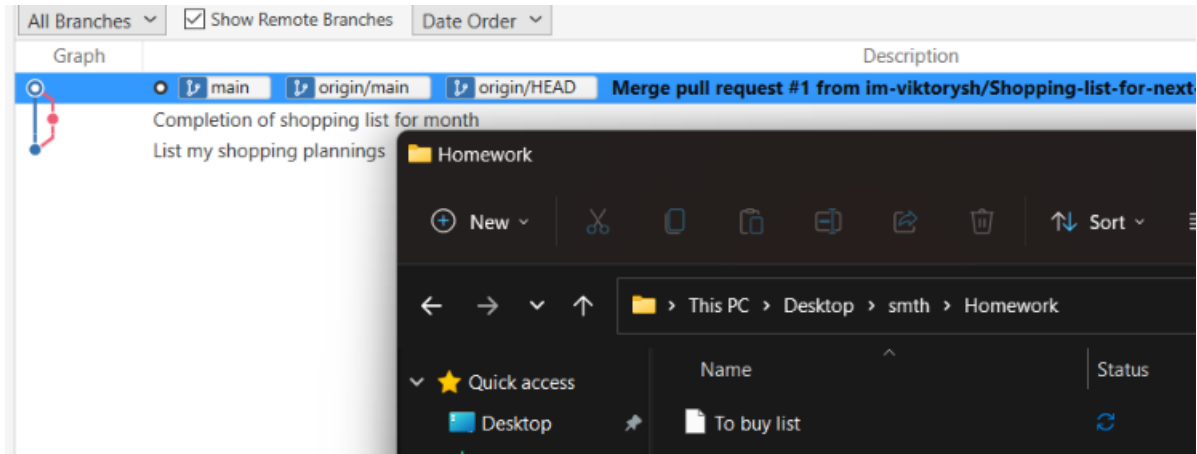 All Branches Show Remote Branches Date Order
Graph Description
main origin/main origin/HEAD Merge pull request #1 from im-viktorysh/Shopping-list-for-next-
Completion of shopping list for month
List my shopping plannings
Homework
New Sort
This PC > Desktop > smth > Homework
Name Status
Quick access
Desktop To buy list